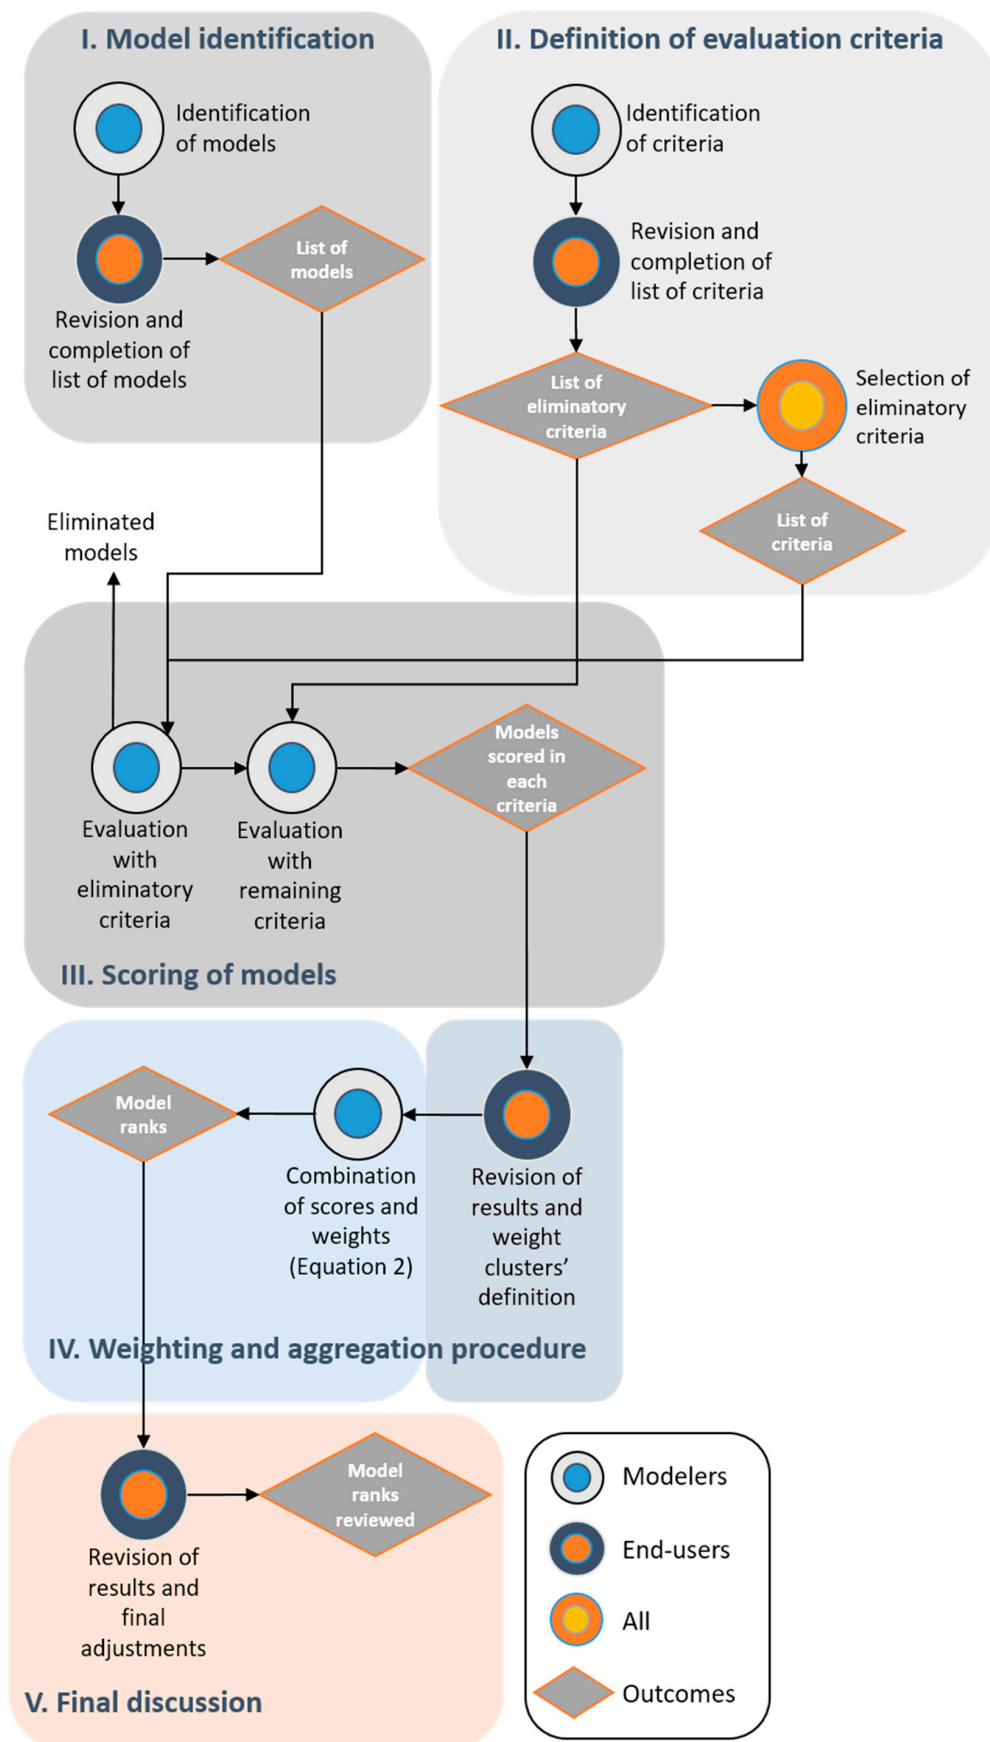 I. Model identification
Identification
of models
List of
models
Revision and
completion of
list of models
II. Definition of evaluation criteria
Identification
of criteria
Revision and
completion of
list of criteria
List of
eliminatory
criteria
Selection of
eliminatory
criteria
List of
criteria
Eliminated
models
Models
scored in
each
criteria
Evaluation
with
eliminatory
criteria
Evaluation
with
remaining
criteria
III. Scoring of models
Model
ranks
Combination
of scores and
weights
(Equation 2)
Revision of
results and
weight
clusters’
definition
IV. Weighting and aggregation procedure
Model
ranks
reviewed
Revision of
results and
final
adjustments
V. Final discussion
Modelers
End-users
All
Outcomes